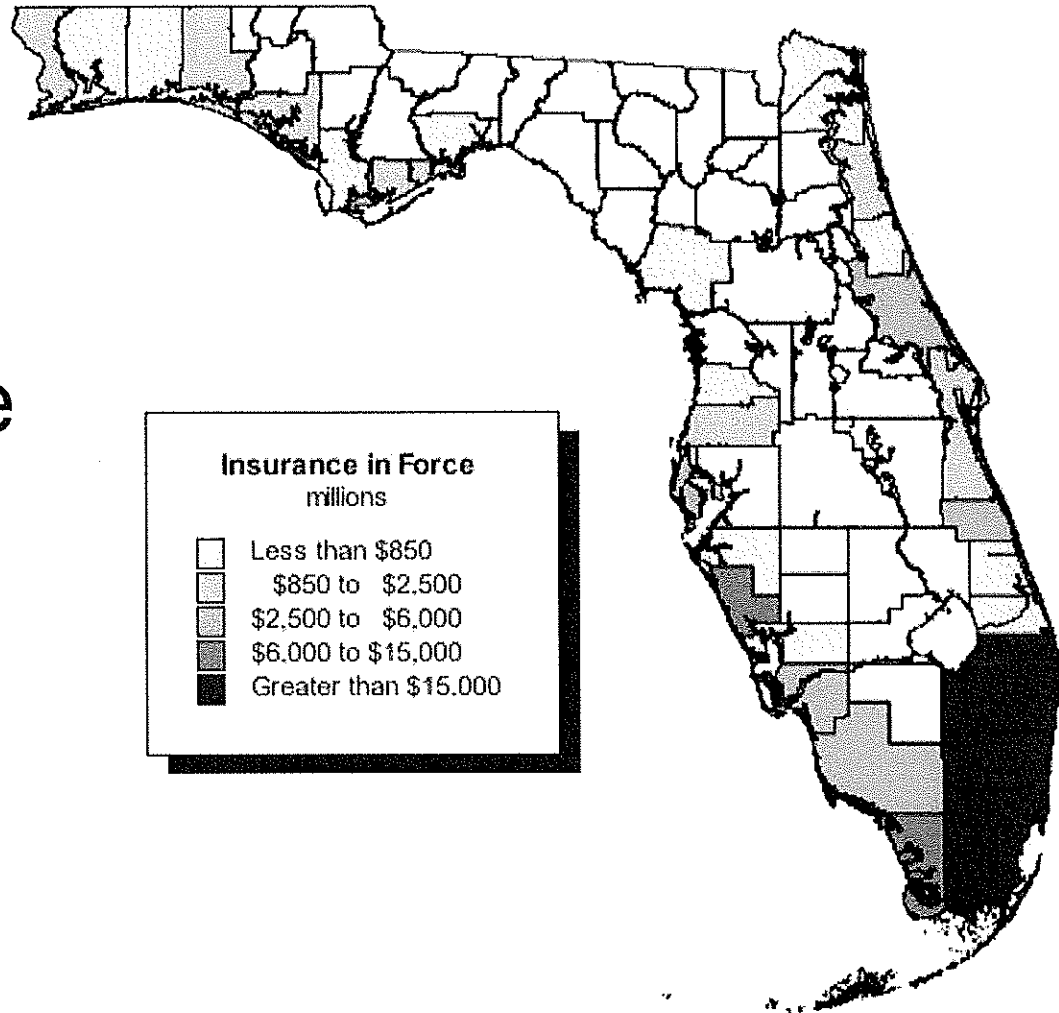 e
Insurance in Force
millions
Less than $850
$850 to $2,500
$2,500 to $6,000
$6.000 to $15,000
Greater than $15.000